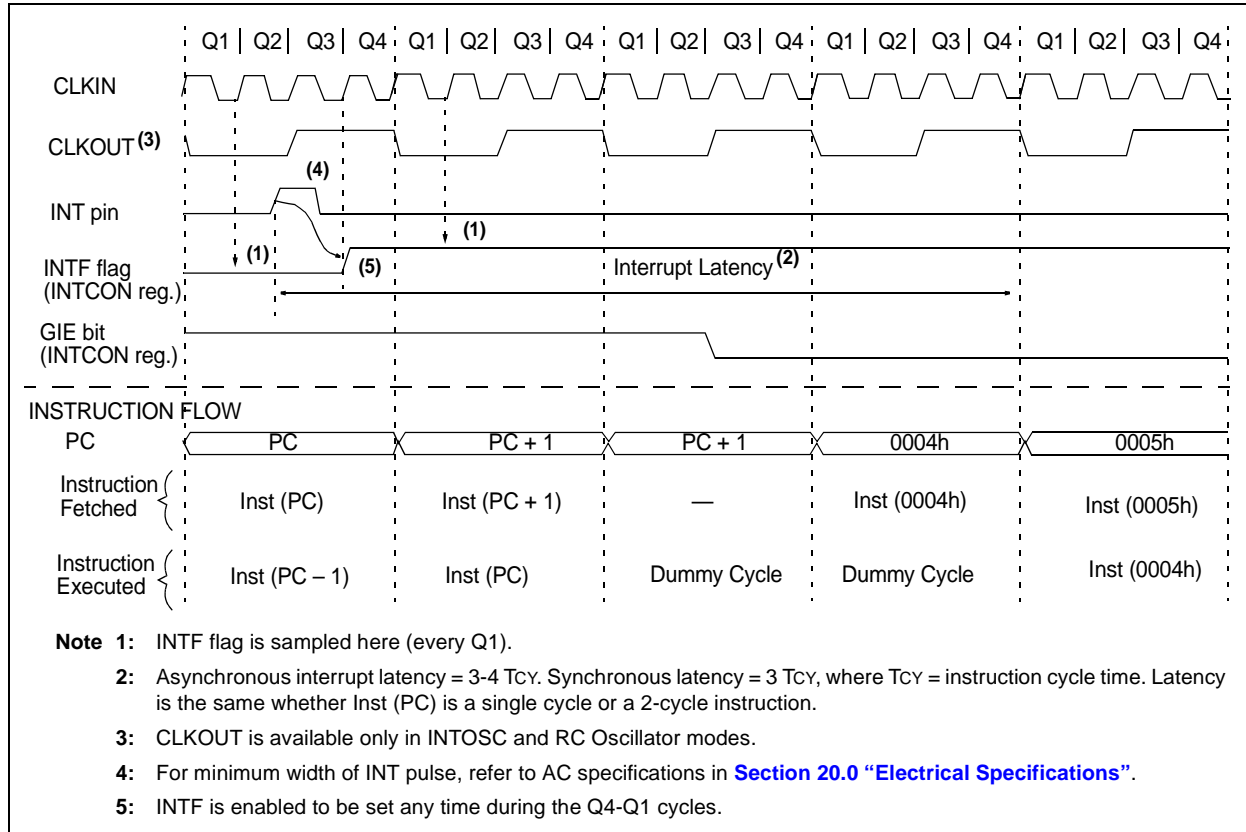 Q1 | Q2 | Q3 | Q4 Q1 | Q2 | Q3 | Q4 Q1 | Q2 | Q3 | Q4 Q1 | Q2 | Q3 | Q4 Q1 | Q2 | Q3 | Q4
CLKIN
CLKOUT (3)
(4)
INT pin
(1)
(1)
INTF flag
(INTCON reg.)
(5)
Interrupt Latency (2)
GIE bit
(INTCON reg.)
INSTRUCTION FLOW
PC PC PC + 1 PC + 1 0004h 0005h
Instruction
Fetched
Inst (PC) Inst (PC + 1) — Inst (0004h) Inst (0005h)
Instruction
Executed
Inst (PC – 1) Inst (PC) Dummy Cycle Dummy Cycle Inst (0004h)
Note 1: INTF flag is sampled here (every Q1).
2: Asynchronous interrupt latency = 3-4 TCY. Synchronous latency = 3 TCY, where TCY = instruction cycle time. Latency
is the same whether Inst (PC) is a single cycle or a 2-cycle instruction.
3: CLKOUT is available only in INTOSC and RC Oscillator modes.
4: For minimum width of INT pulse, refer to AC specifications in Section 20.0 “Electrical Specifications”.
5: INTF is enabled to be set any time during the Q4-Q1 cycles.